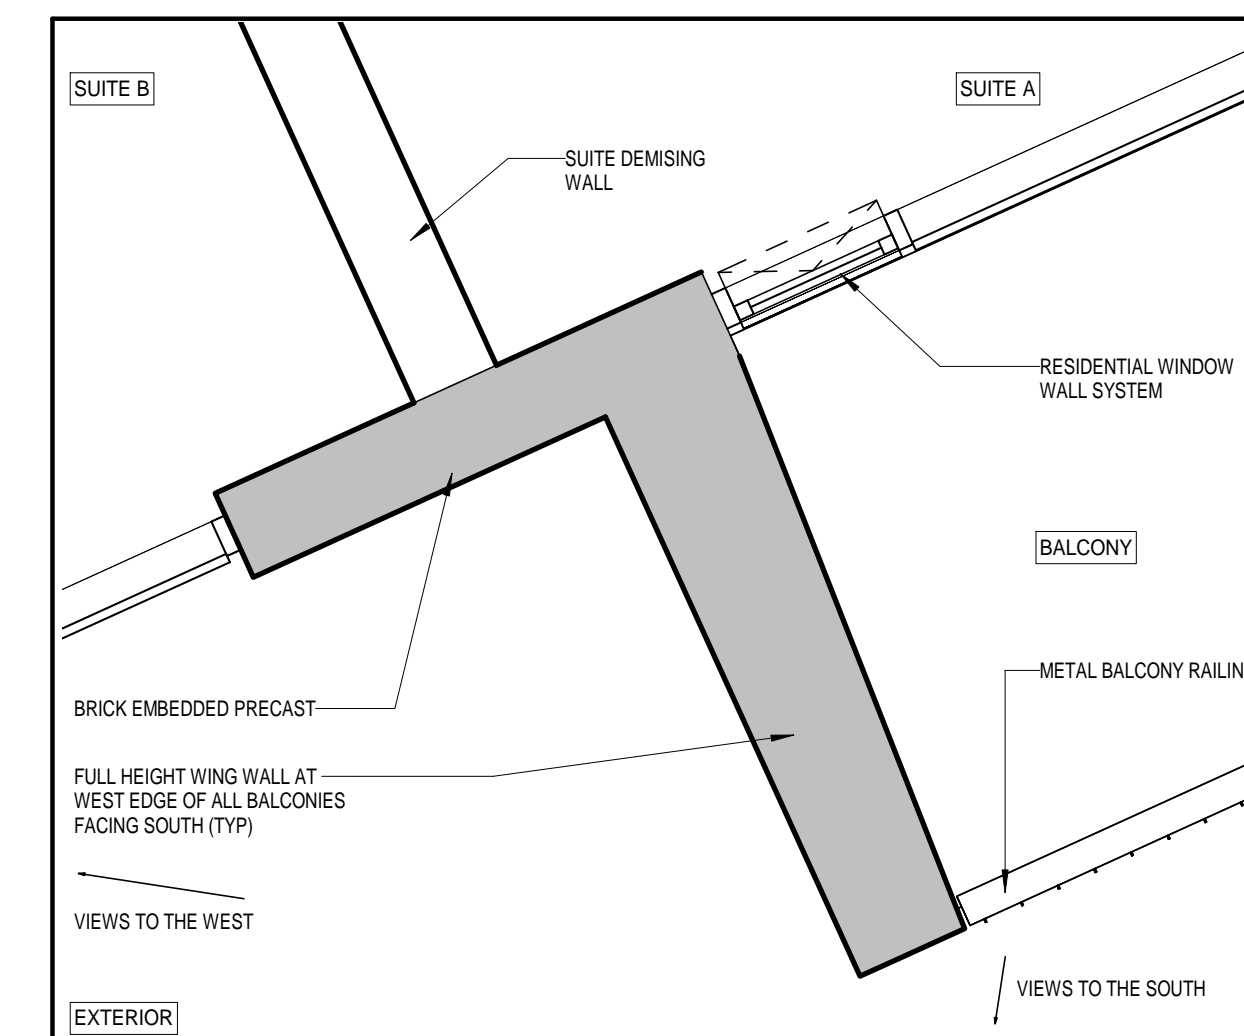 SUITE B
SUITE A
SUITE DEMISING
WALL
RESIDENTIAL WINDOW
WALL SYSTEM
BALCONY
METAL BALCONY RAILIN
BRICK EMBEDDED PRECAST
FULL HEIGHT WING WALL AT
WEST EDGE OF ALL BALCONIES
FACING SOUTH (TYP)
VIEWS TO THE WEST
VIEWS TO THE SOUTH
EXTERIOR